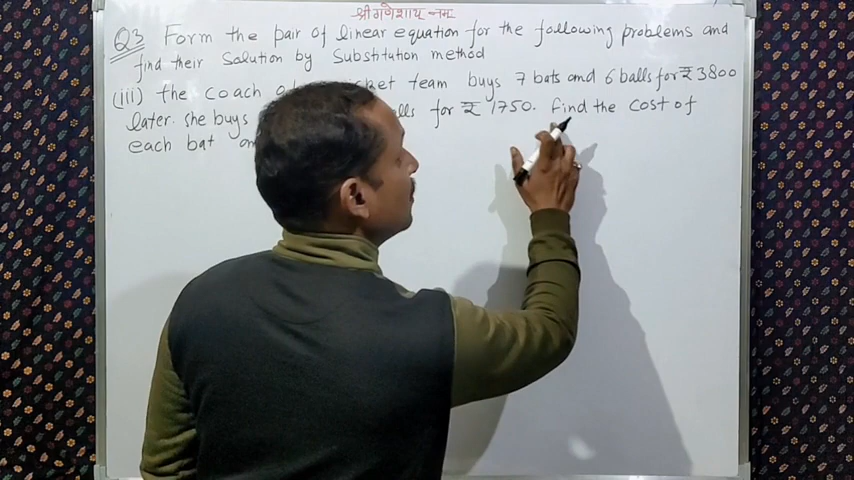 श्री गणेशाय नमः
Q3 Form the pair of linear equation for the following problems and
find their solution by Substitution method
(iii) the coach o ket team buys 7 bats and 6 balls for ₹ 3800
later. she buys lls for ₹ 1750. find the cost of
each bat